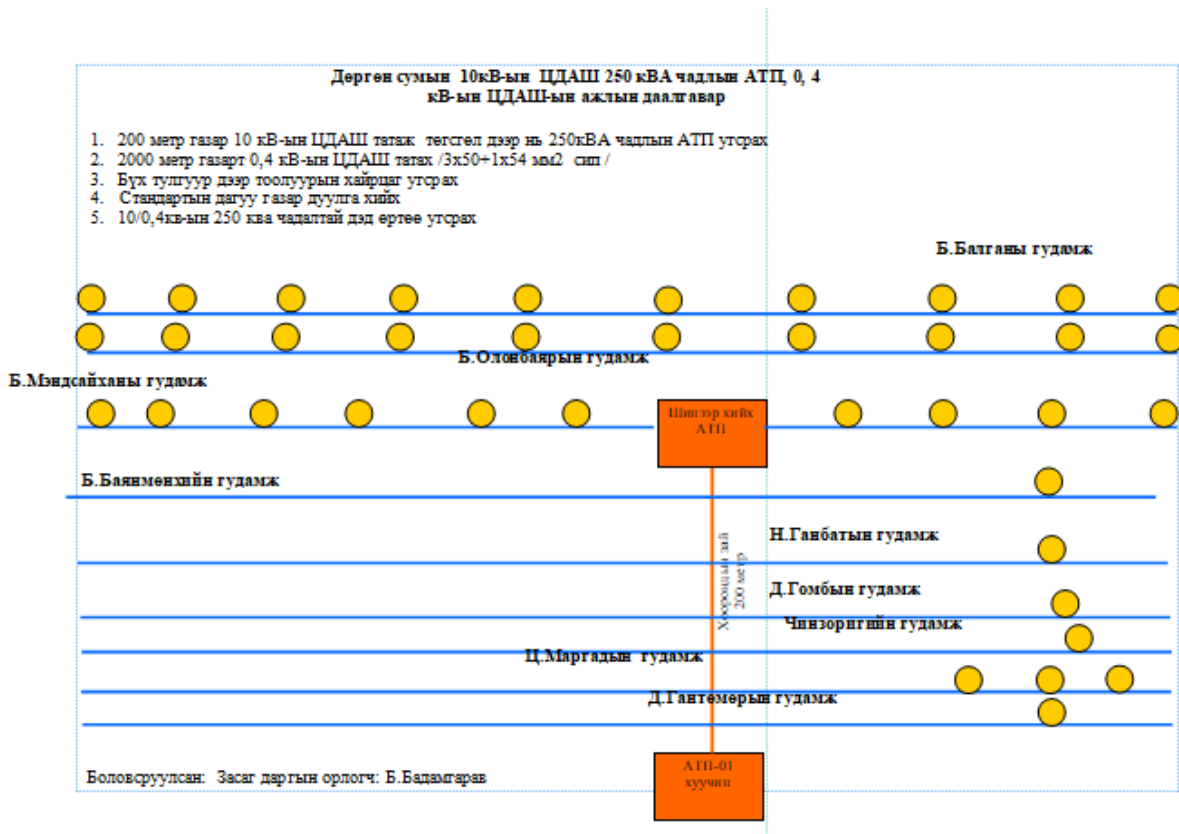 Дөргөн сумын 10кВ-ын ЦДАШ 250 кВА чадлын АТП, 0, 4
кВ-ын ЦДАШ-ын ажлын даалгавар
1. 200 метр газар 10 кВ-ын ЦДАШ татаж төгсгөл дээр нь 250кВА чадлын АТП угсрах
2. 2000 метр газарт 0,4 кВ-ын ЦДАШ татах /3х50+1х54 мм2 сип /
3. Бүх тулгуур дээр тоолуурын хайрцаг угсрах
4. Стандартын дагуу газар дуулга хийх
5. 10/0,4кв-ын 250 ква чадалтай дэд өртөө угсрах
Б.Балганы гудамж
Б.Олонбаярын гудамж
Б.Мэндсайханы гудамж
Шинээр хийх
АТП
Б.Баянмөнхийн гудамж
Хоорондын зай
200 метр
Н.Ганбатын гудамж
Д.Гомбын гудамж
Чинзоригийн гудамж
Ц.Маргадын гудамж
Д.Гантөмөрын гудамж
АТП-01
хуучин
Боловсруулсан: Засаг даргын орлогч: Б.Бадамгарав